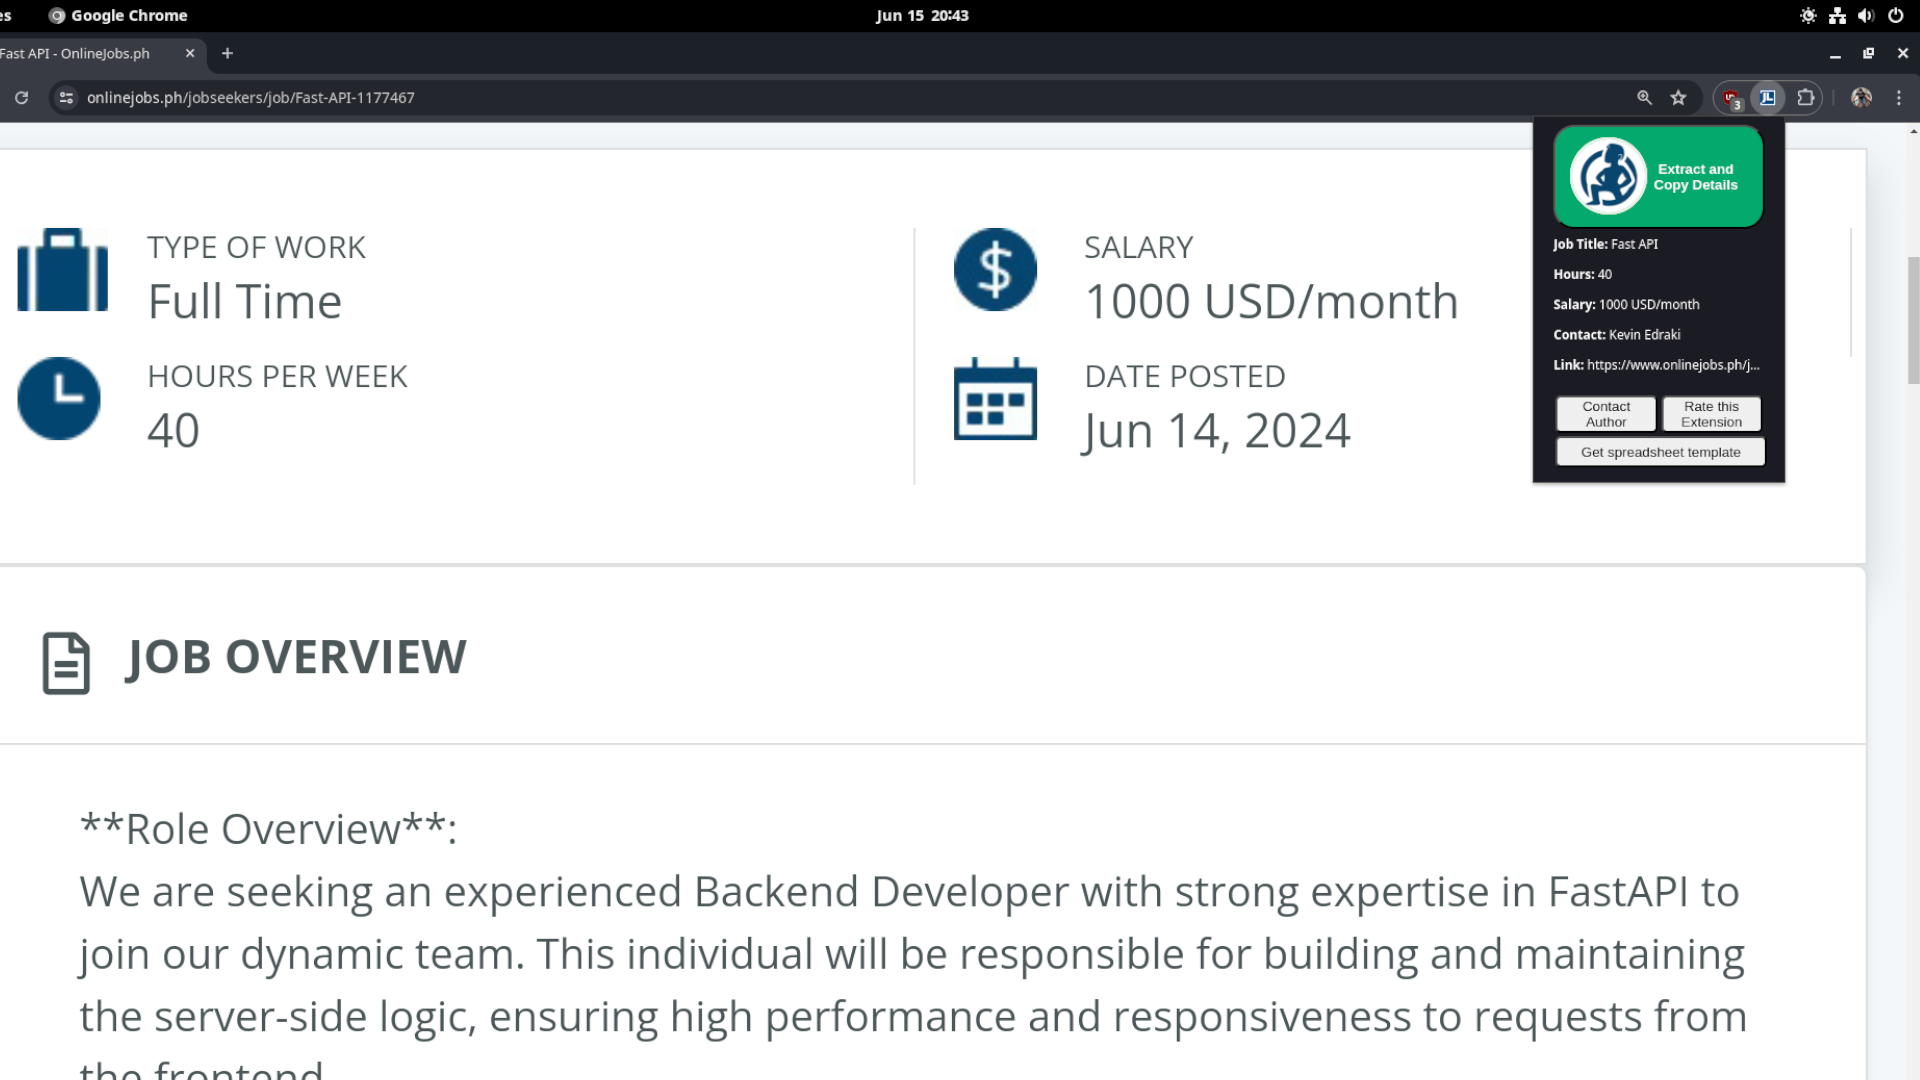 es
Google Chrome
Jun 15 20:43
Fast API - OnlineJobs.ph
onlinejobs.ph/jobseekers/job/Fast-API-1177467
3
JL
TYPE OF WORK
Full Time
SALARY
1000 USD/month
HOURS PER WEEK
40
DATE POSTED
Jun 14, 2024
Extract and
Copy Details
Job Title: Fast API
Hours: 40
Salary: 1000 USD/month
Contact: Kevin Edraki
Link: https://www.onlinejobs.ph/j...
Contact
Author
Rate this
Extension
Get spreadsheet template
JOB OVERVIEW
**Role Overview**:
We are seeking an experienced Backend Developer with strong expertise in FastAPI to
join our dynamic team. This individual will be responsible for building and maintaining
the server-side logic, ensuring high performance and responsiveness to requests from
the frontend.